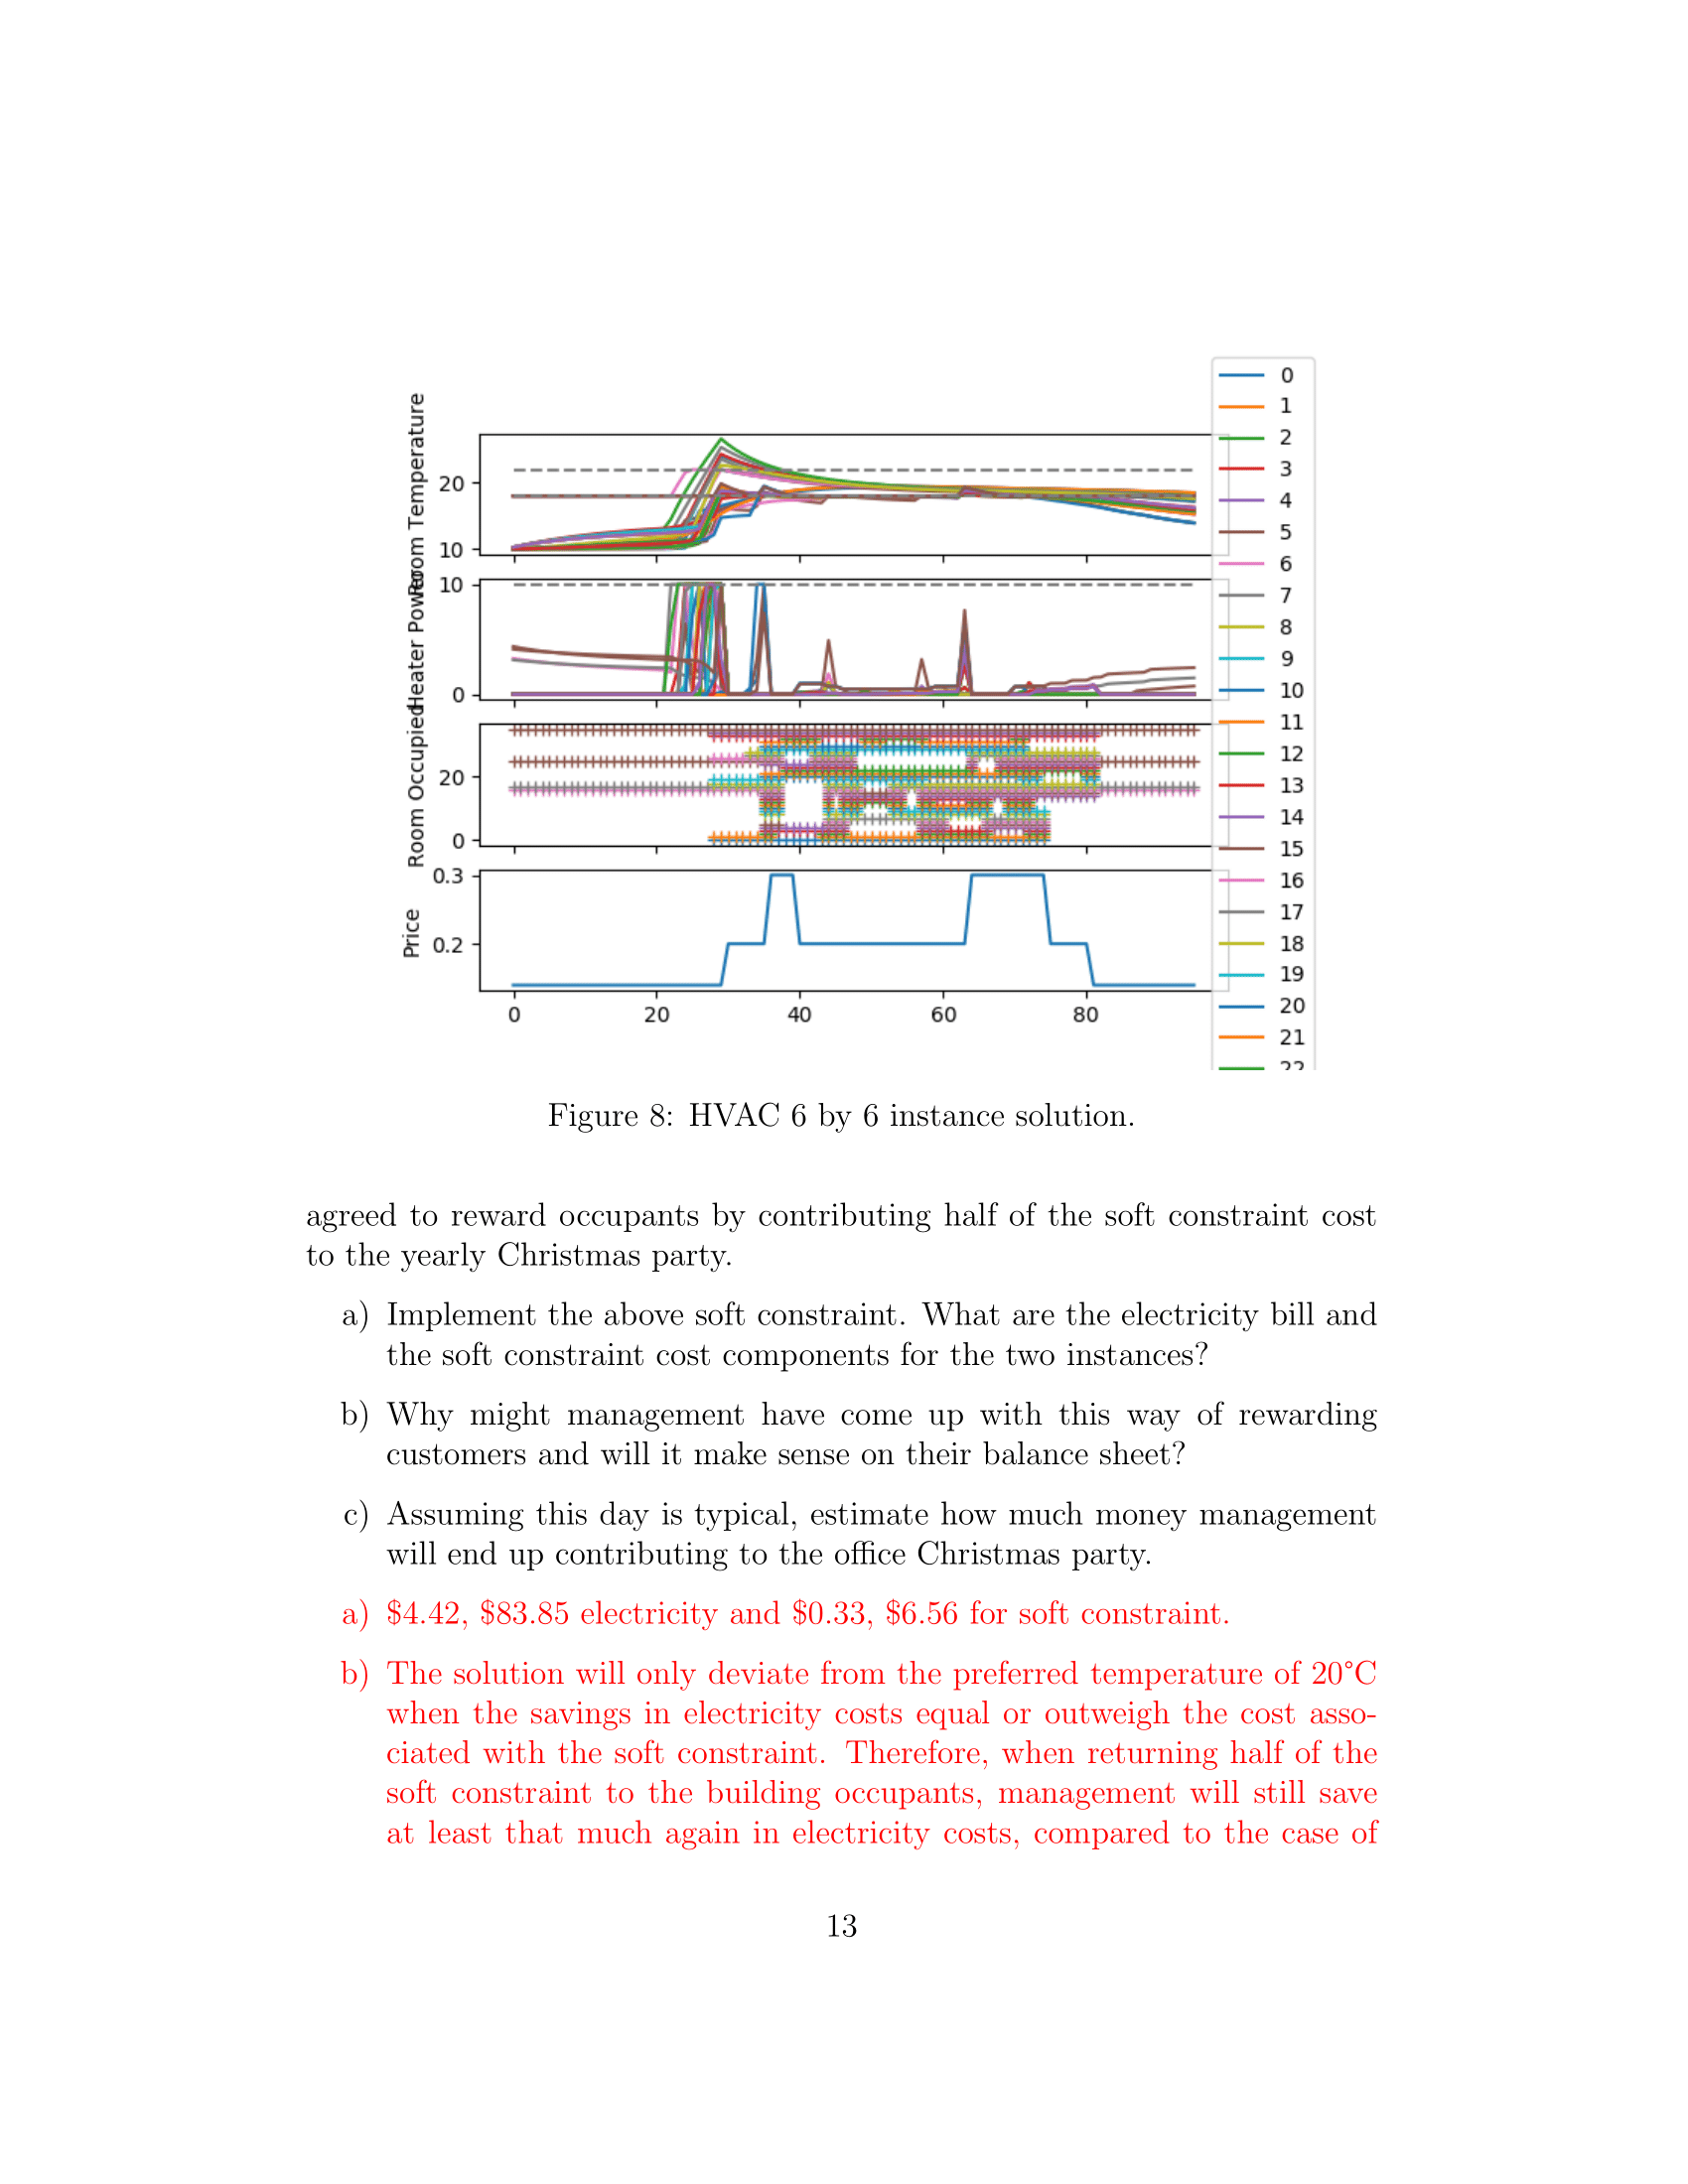 Room Temperature
20
10
Heater Power
10
0
Room Occupied
20
0
Price
0.3
0.2
0
20
40
60
80
0
1
2
3
4
5
6
7
8
9
10
11
12
13
14
15
16
17
18
19
20
21
22
Figure 8: HVAC 6 by 6 instance solution.
agreed to reward occupants by contributing half of the soft constraint cost
to the yearly Christmas party.
a) Implement the above soft constraint. What are the electricity bill and
the soft constraint cost components for the two instances?
b) Why might management have come up with this way of rewarding
customers and will it make sense on their balance sheet?
c) Assuming this day is typical, estimate how much money management
will end up contributing to the office Christmas party.
a) $4.42, $83.85 electricity and $0.33, $6.56 for soft constraint.
b) The solution will only deviate from the preferred temperature of 20°C
when the savings in electricity costs equal or outweigh the cost asso-
ciated with the soft constraint. Therefore, when returning half of the
soft constraint to the building occupants, management will still save
at least that much again in electricity costs, compared to the case of
13